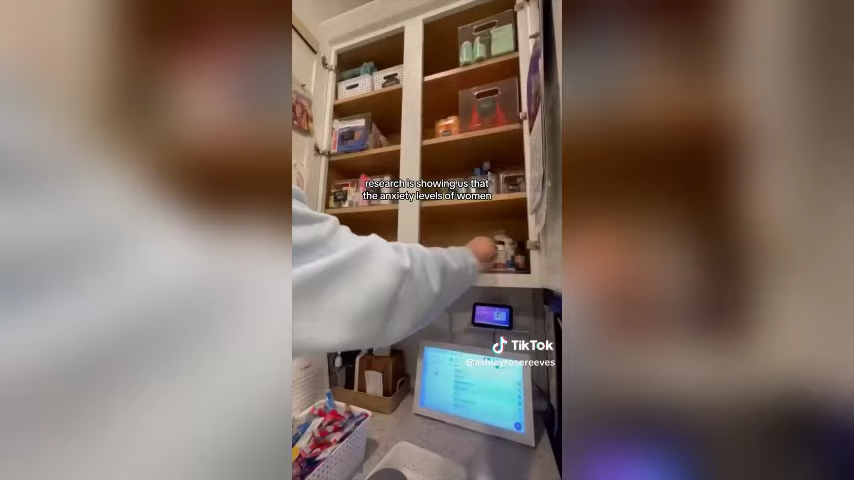 research is showing us that
the anxiety levels of women
TikTok
@ashleyrosereeves